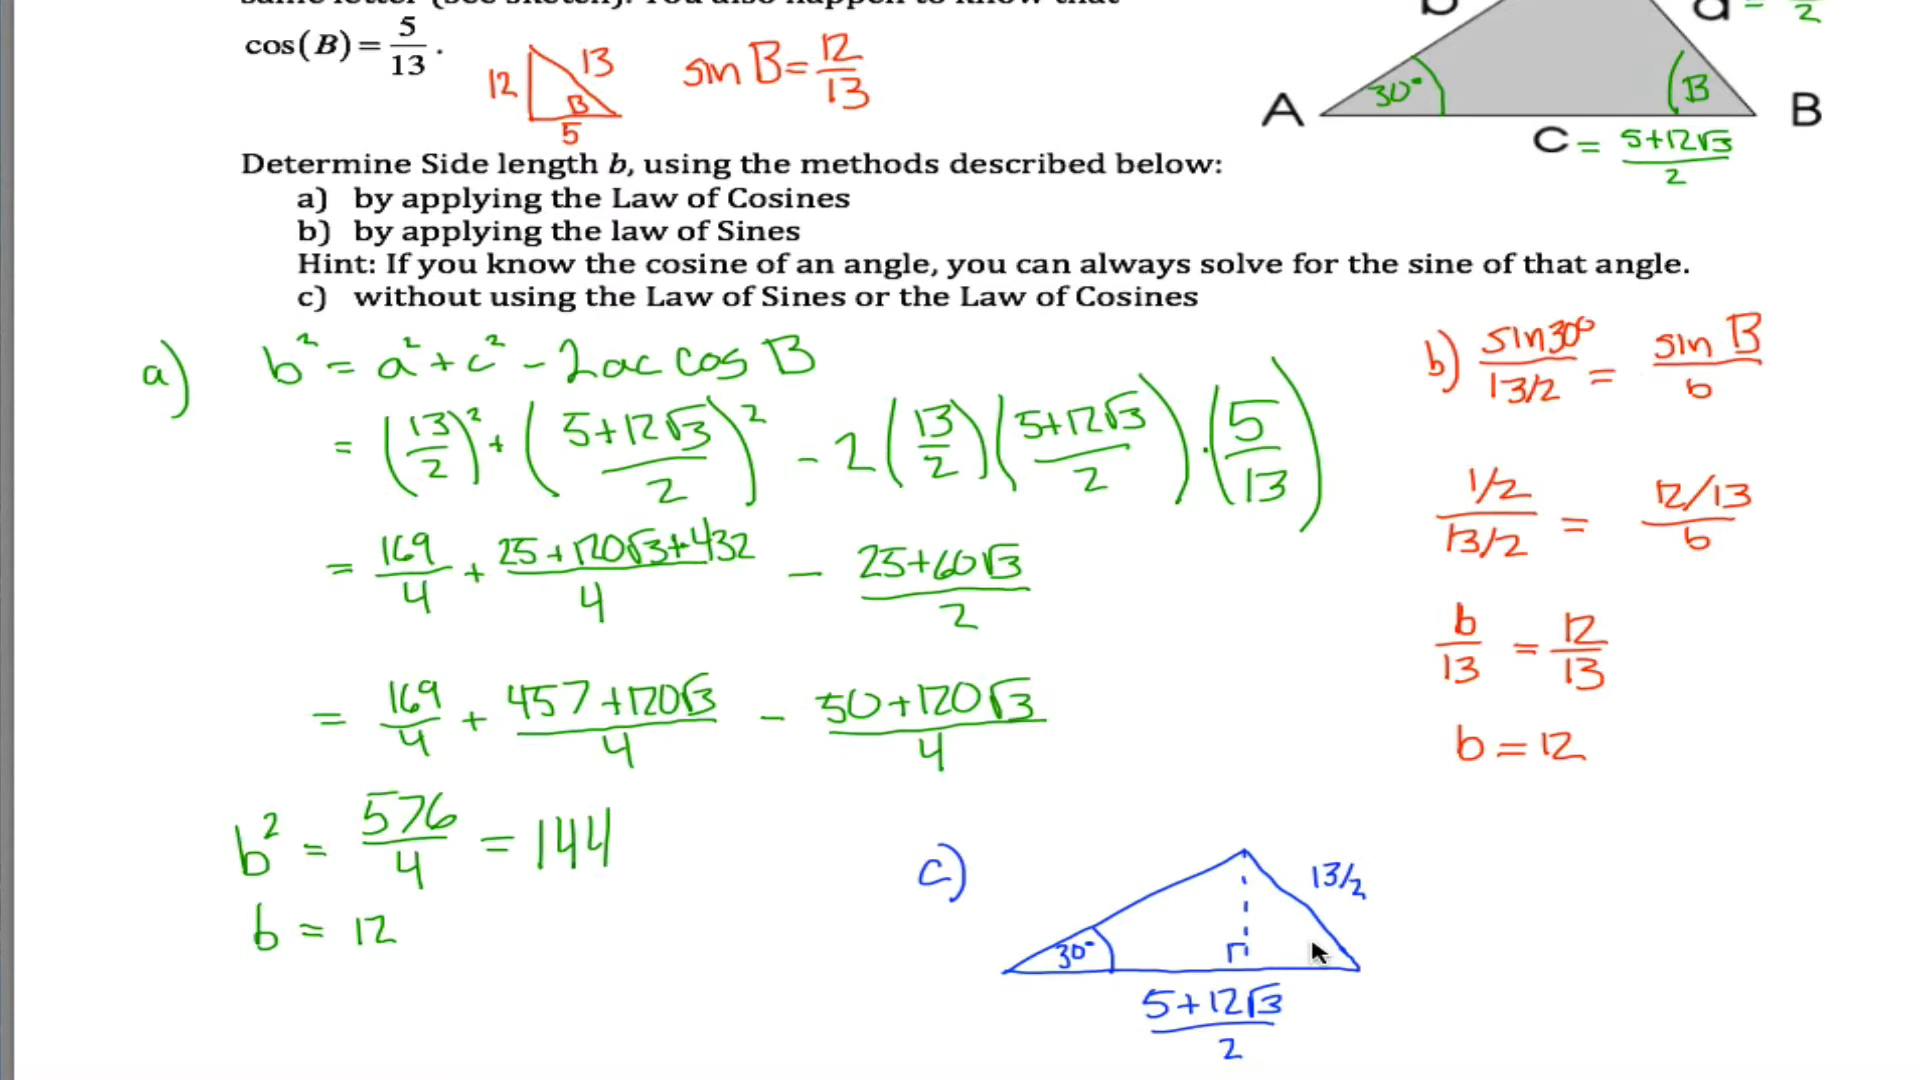 cos(B)= 5/13 .
12 13 B 5
sin B = 12/13
b a = /2
30° B
A B
C = (5+12√3)/2
Determine Side length b, using the methods described below:
a) by applying the Law of Cosines
b) by applying the law of Sines
Hint: If you know the cosine of an angle, you can always solve for the sine of that angle.
c) without using the Law of Sines or the Law of Cosines
a) b² = a² + c² - 2ac cos B
= (13/2)² + ((5+12√3)/2)² - 2(13/2)((5+12√3)/2)·(5/13)
= 169/4 + (25+120√3+432)/4 - (25+60√3)/2
= 169/4 + (457+120√3)/4 - (50+120√3)/4
b² = 576/4 = 144
b = 12
b) sin30°/(13/2) = sin B/b
(1/2)/(13/2) = (12/13)/b
b/13 = 12/13
b = 12
c) 13/2
30°
(5+12√3)/2